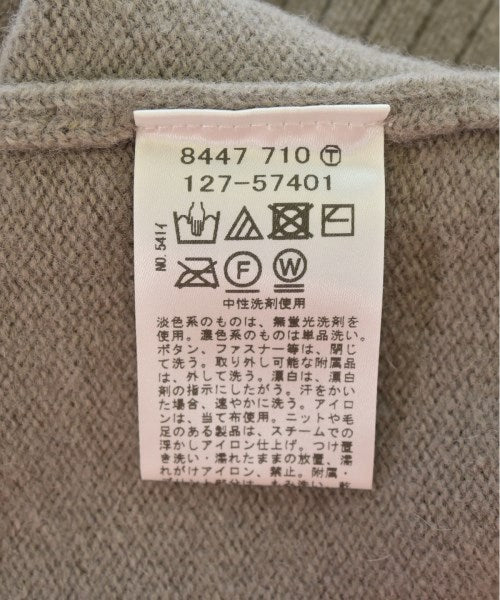 8447 710 Ⓣ
127-57401
NO.541イ
F W
中性洗剤使用
淡色系のものは、無蛍光洗剤を
使用。濃色系のものは単品洗い。
ボタン、ファスナー等は、閉じ
て洗う。取り外し可能な附属品
は、外して洗う。漂白は、漂白
剤の指示にしたがう。汗をかい
た場合、速やかに洗う。アイロ
ンは、当て布使用。ニットや毛
足のある製品は、スチームでの
浮かしアイロン仕上げ。つけ置
き洗い・濡れたままの放置、濡
れがけアイロン、禁止。附属・